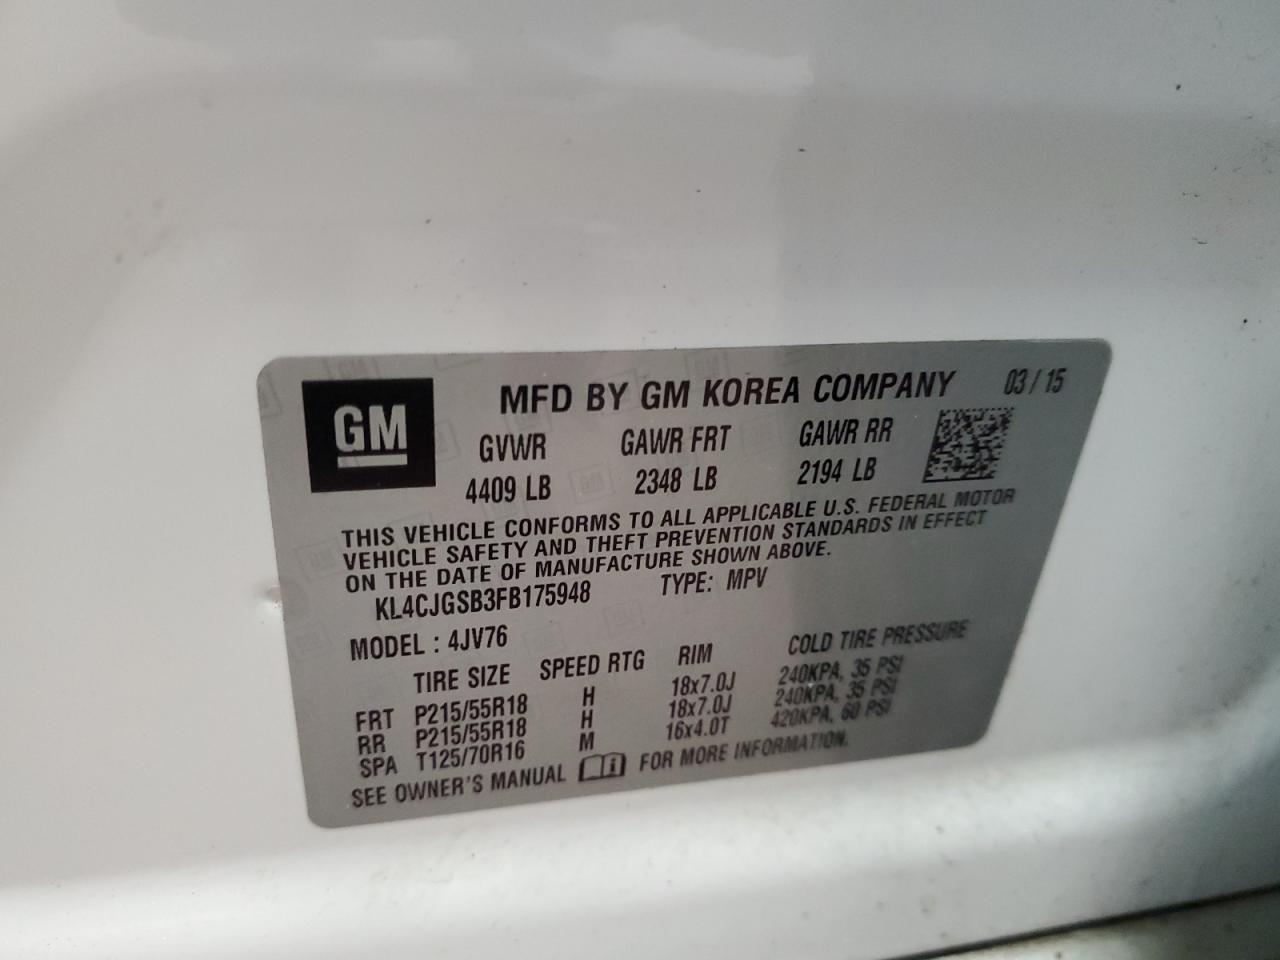 GM
MFD BY GM KOREA COMPANY 03/15
GVWR GAWR FRT GAWR RR
4409 LB 2348 LB 2194 LB
THIS VEHICLE CONFORMS TO ALL APPLICABLE U.S. FEDERAL MOTOR
VEHICLE SAFETY AND THEFT PREVENTION STANDARDS IN EFFECT
ON THE DATE OF MANUFACTURE SHOWN ABOVE.
KL4CJGSB3FB175948 TYPE: MPV
MODEL : 4JV76
TIRE SIZE SPEED RTG RIM COLD TIRE PRESSURE
FRT P215/55R18 H 18x7.0J 240KPA, 35 PSI
RR P215/55R18 H 18x7.0J 240KPA, 35 PSI
SPA T125/70R16 M 16x4.0T 420KPA, 60 PSI
SEE OWNER'S MANUAL i FOR MORE INFORMATION.